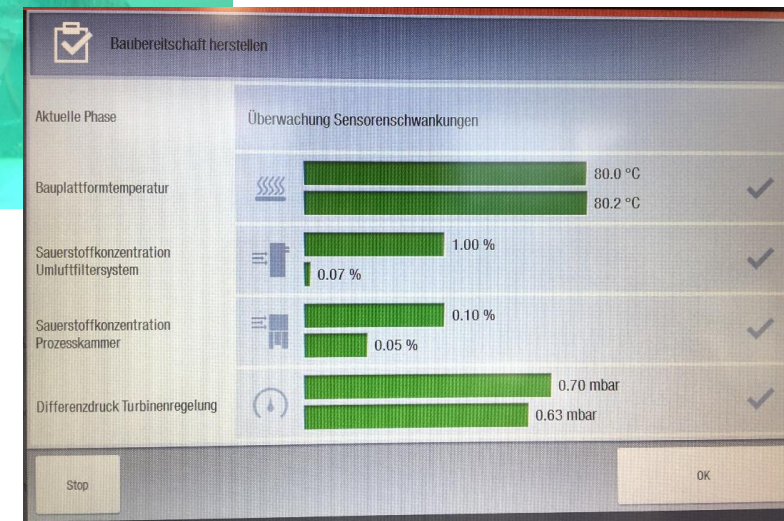 Baubereitschaft herstellen
Aktuelle Phase
Überwachung Sensorenschwankungen
Bauplattformtemperatur
80.0 °C
80.2 °C
Sauerstoffkonzentration
Umluftfiltersystem
1.00 %
0.07 %
Sauerstoffkonzentration
Prozesskammer
0.10 %
0.05 %
Differenzdruck Turbinenregelung
0.70 mbar
0.63 mbar
Stop
OK